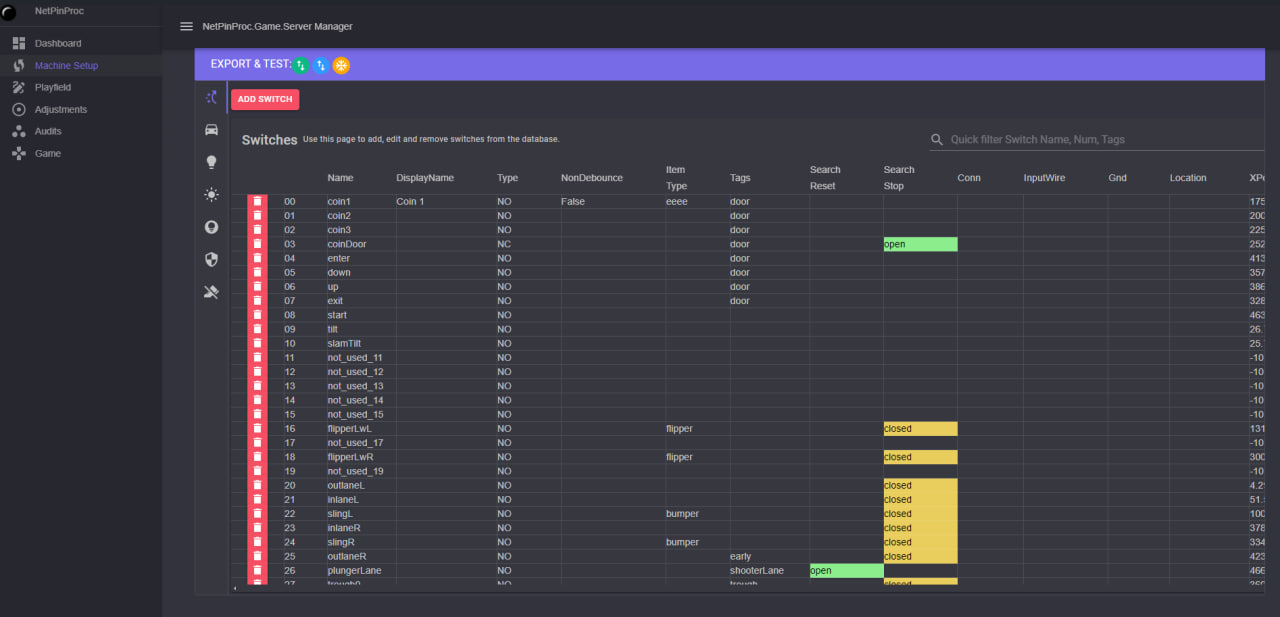 NetPinProc
NetPinProc.Game.Server Manager
Dashboard
Machine Setup
Playfield
Adjustments
Audits
Game
EXPORT & TEST:
ADD SWITCH
Switches Use this page to add, edit and remove switches from the database.
Quick filter Switch Name, Num, Tags
Name DisplayName Type NonDebounce Item Type Tags Search Reset Search Stop Conn InputWire Gnd Location
00 coin1 Coin 1 NO False eeee door 175
01 coin2 NO door 200
02 coin3 NO door 225
03 coinDoor NC door open 252
04 enter NO door 413
05 down NO door 357
06 up NO door 386
07 exit NO door 328
08 start NO 463
09 tilt NO 26.
10 slamTilt NO 25.
11 not_used_11 NO -10
12 not_used_12 NO -10
13 not_used_13 NO -10
14 not_used_14 NO -10
15 not_used_15 NO -10
16 flipperLwL NO flipper closed 131
17 not_used_17 NO -10
18 flipperLwR NO flipper closed 300
19 not_used_19 NO -10
20 outlaneL NO closed 4.2
21 inlaneL NO closed 51.
22 slingL NO bumper closed 100
23 inlaneR NO closed 378
24 slingR NO bumper closed 334
25 outlaneR NO early closed 423
26 plungerLane NO shooterLane open 466
27 trough0 NO trough closed